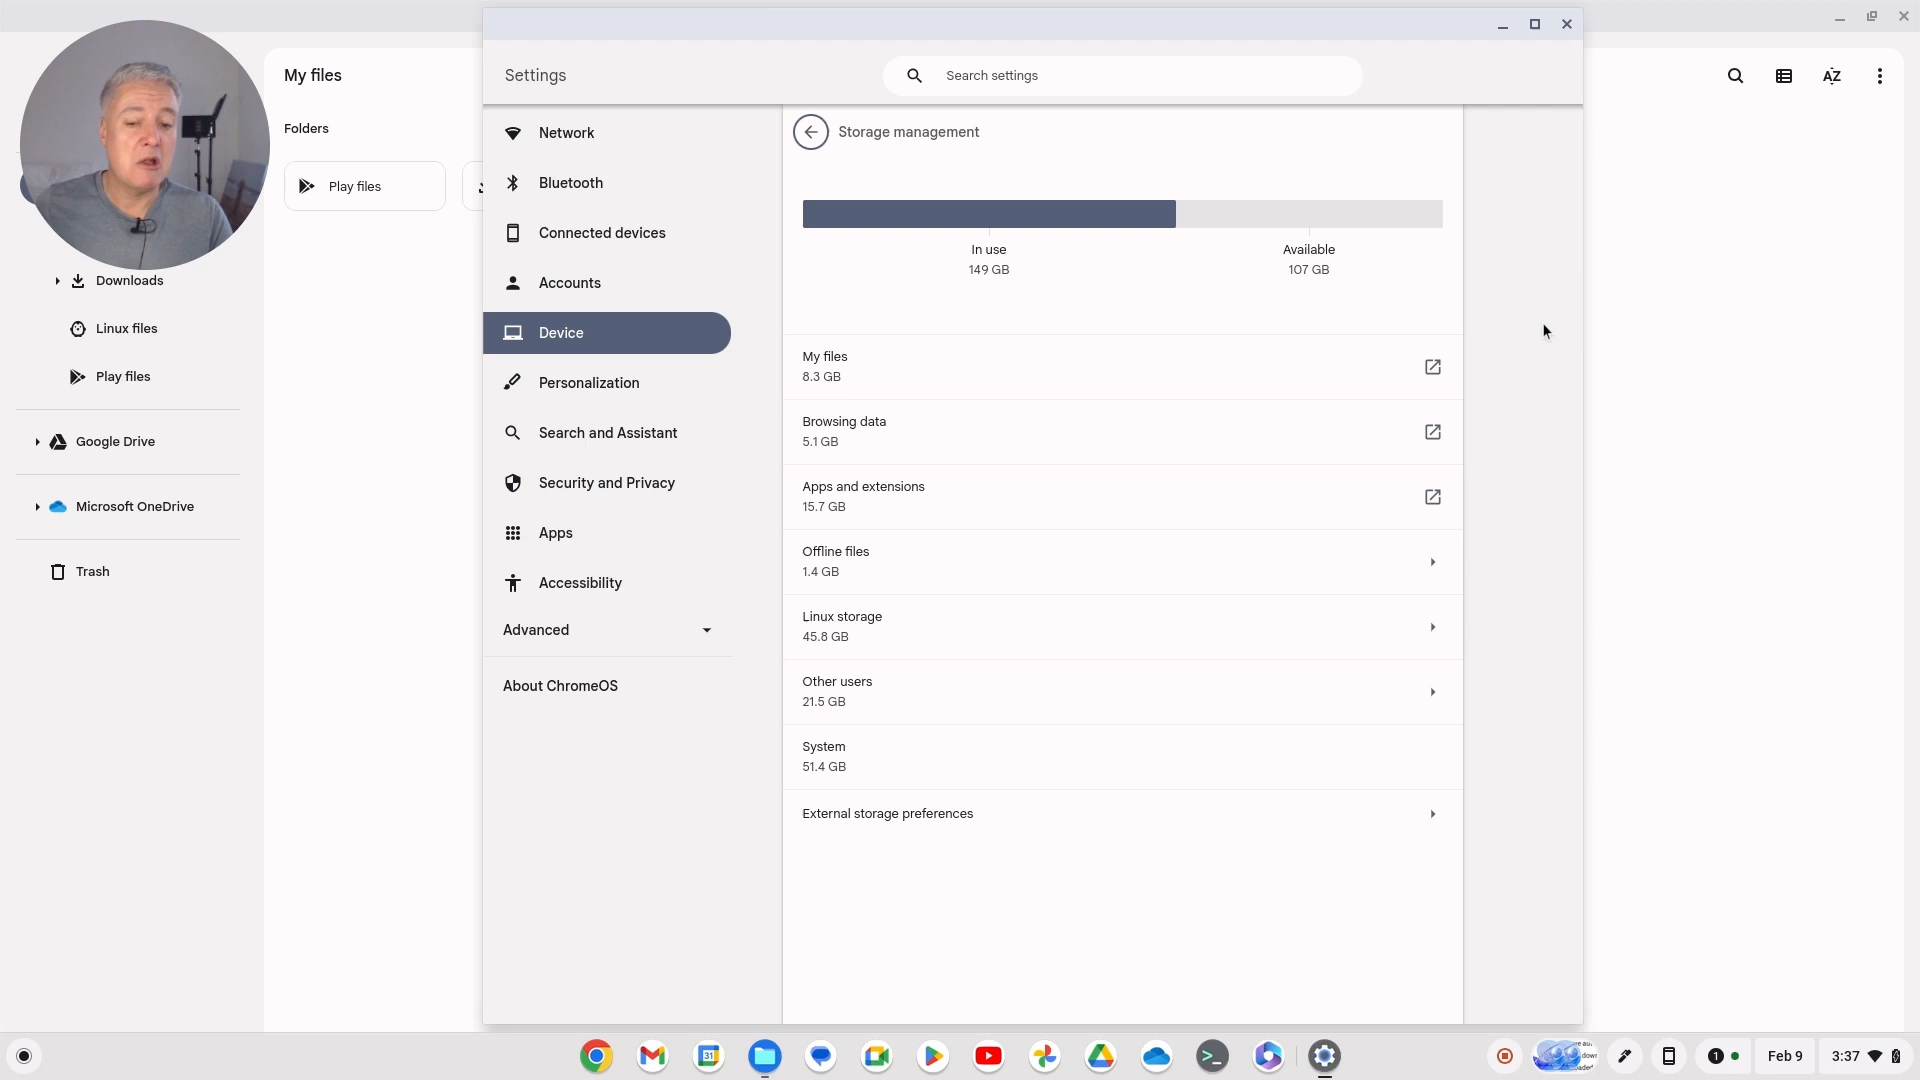 My files
Folders
Play files
Downloads
Linux files
Play files
Google Drive
Microsoft OneDrive
Trash
Settings
Search settings
Network
Bluetooth
Connected devices
Accounts
Device
Personalization
Search and Assistant
Security and Privacy
Apps
Accessibility
Advanced
About ChromeOS
Storage management
In use
149 GB
Available
107 GB
My files
8.3 GB
Browsing data
5.1 GB
Apps and extensions
15.7 GB
Offline files
1.4 GB
Linux storage
45.8 GB
Other users
21.5 GB
System
51.4 GB
External storage preferences
AZ
31
1
Feb 9
3:37